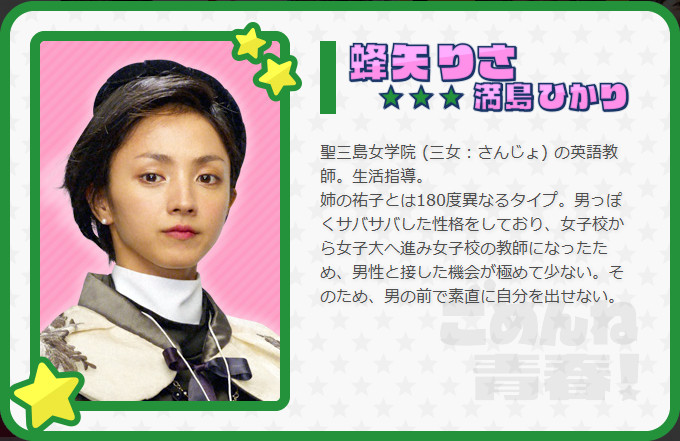 蜂矢りさ
★★★満島ひかり
聖三島女学院 (三女：さんじょ) の英語教
師。生活指導。
姉の祐子とは180度異なるタイプ。男っぽ
くサバサバした性格をしており、女子校か
ら女子大へ進み女子校の教師になったた
め、男性と接した機会が極めて少ない。そ
のため、男の前で素直に自分を出せない。
ごめんね
青春!